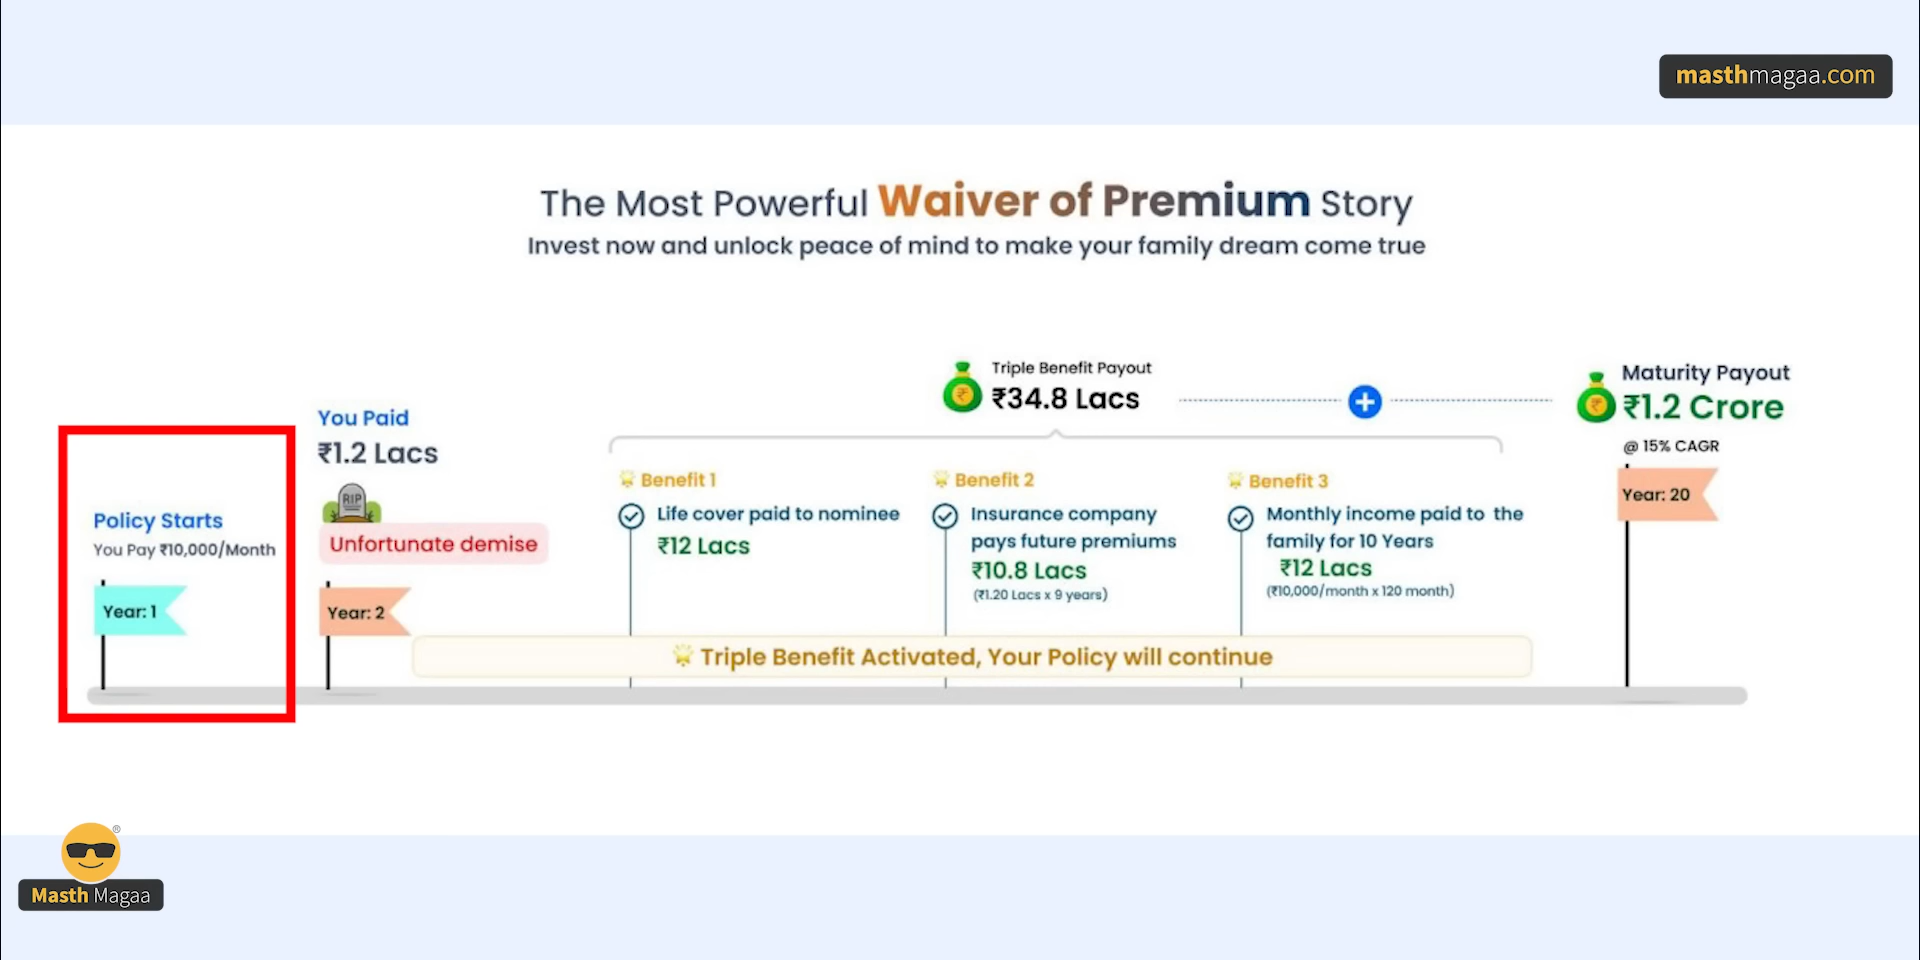 masthmagaa.com
The Most Powerful Waiver of Premium Story
Invest now and unlock peace of mind to make your family dream come true
Triple Benefit Payout
₹34.8 Lacs
Maturity Payout
₹1.2 Crore
@ 15% CAGR
Year: 20
You Paid
₹1.2 Lacs
RIP
Unfortunate demise
Year: 2
Policy Starts
You Pay ₹10,000/Month
Year: 1
Benefit 1
Life cover paid to nominee
₹12 Lacs
Benefit 2
Insurance company
pays future premiums
₹10.8 Lacs
(₹1.20 Lacs x 9 years)
Benefit 3
Monthly income paid to the
family for 10 Years
₹12 Lacs
(₹10,000/month x 120 month)
Triple Benefit Activated, Your Policy will continue
®
Masth Magaa